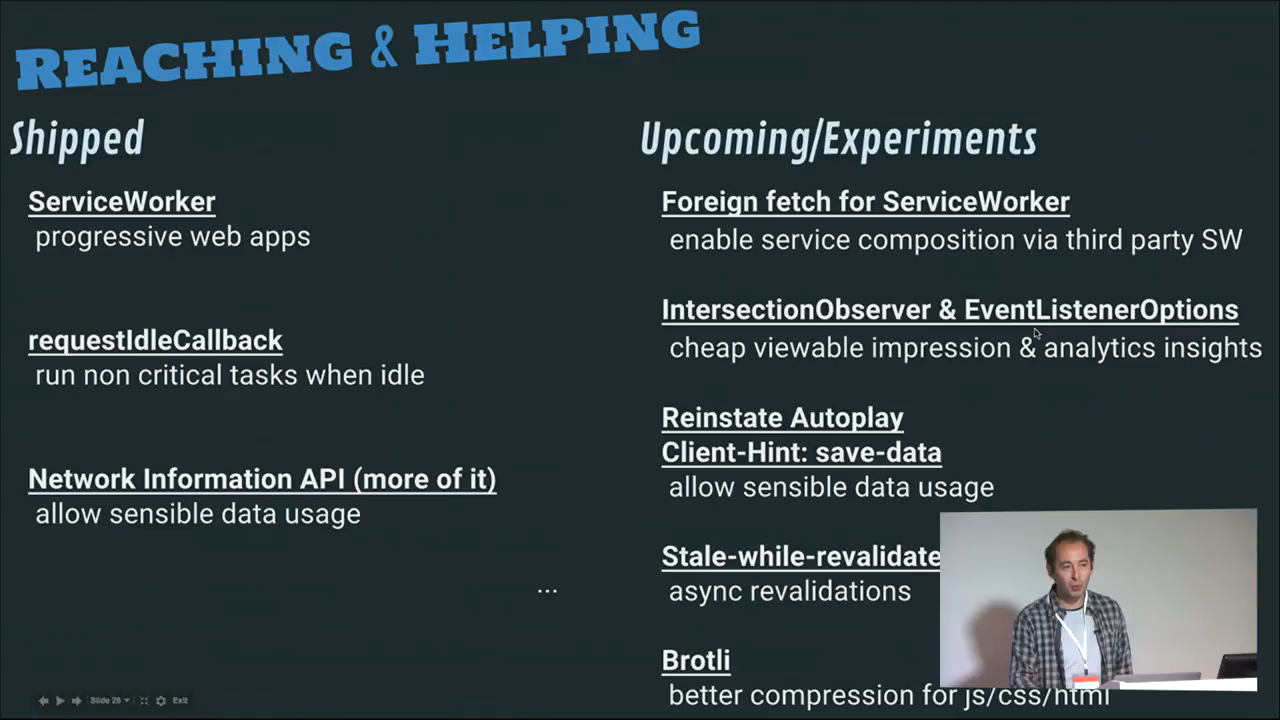 REACHING & HELPING
Shipped
ServiceWorker
progressive web apps
requestIdleCallback
run non critical tasks when idle
Network Information API (more of it)
allow sensible data usage
...
Upcoming/Experiments
Foreign fetch for ServiceWorker
enable service composition via third party SW
IntersectionObserver & EventListenerOptions
cheap viewable impression & analytics insights
Reinstate Autoplay
Client-Hint: save-data
allow sensible data usage
Stale-while-revalidate
async revalidations
Brotli
better compression for js/css/html
Slide 26
Exit